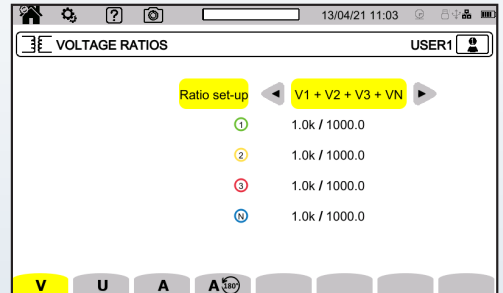 ? 13/04/21 11:03
VOLTAGE RATIOS USER1
Ratio set-up V1 + V2 + V3 + VN
1 1.0k / 1000.0
2 1.0k / 1000.0
3 1.0k / 1000.0
N 1.0k / 1000.0
V U A A 180°